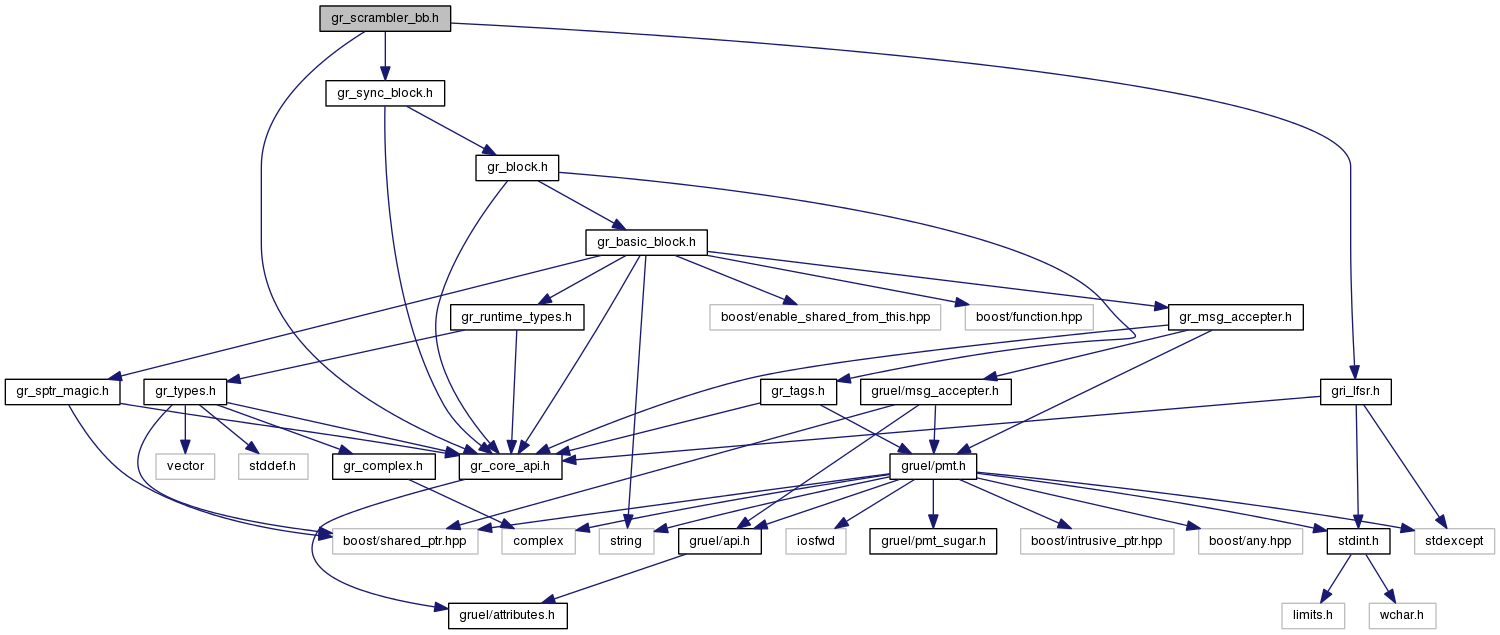 gr_scrambler_bb.h
gr_sync_block.h
gr_block.h
gr_basic_block.h
gr_runtime_types.h
boost/enable_shared_from_this.hpp
boost/function.hpp
gr_msg_accepter.h
gr_sptr_magic.h
gr_types.h
gr_tags.h
gruel/msg_accepter.h
gri_lfsr.h
vector
stddef.h
gr_complex.h
gr_core_api.h
gruel/pmt.h
boost/shared_ptr.hpp
complex
string
gruel/api.h
iosfwd
gruel/pmt_sugar.h
boost/intrusive_ptr.hpp
boost/any.hpp
stdint.h
stdexcept
gruel/attributes.h
limits.h
wchar.h